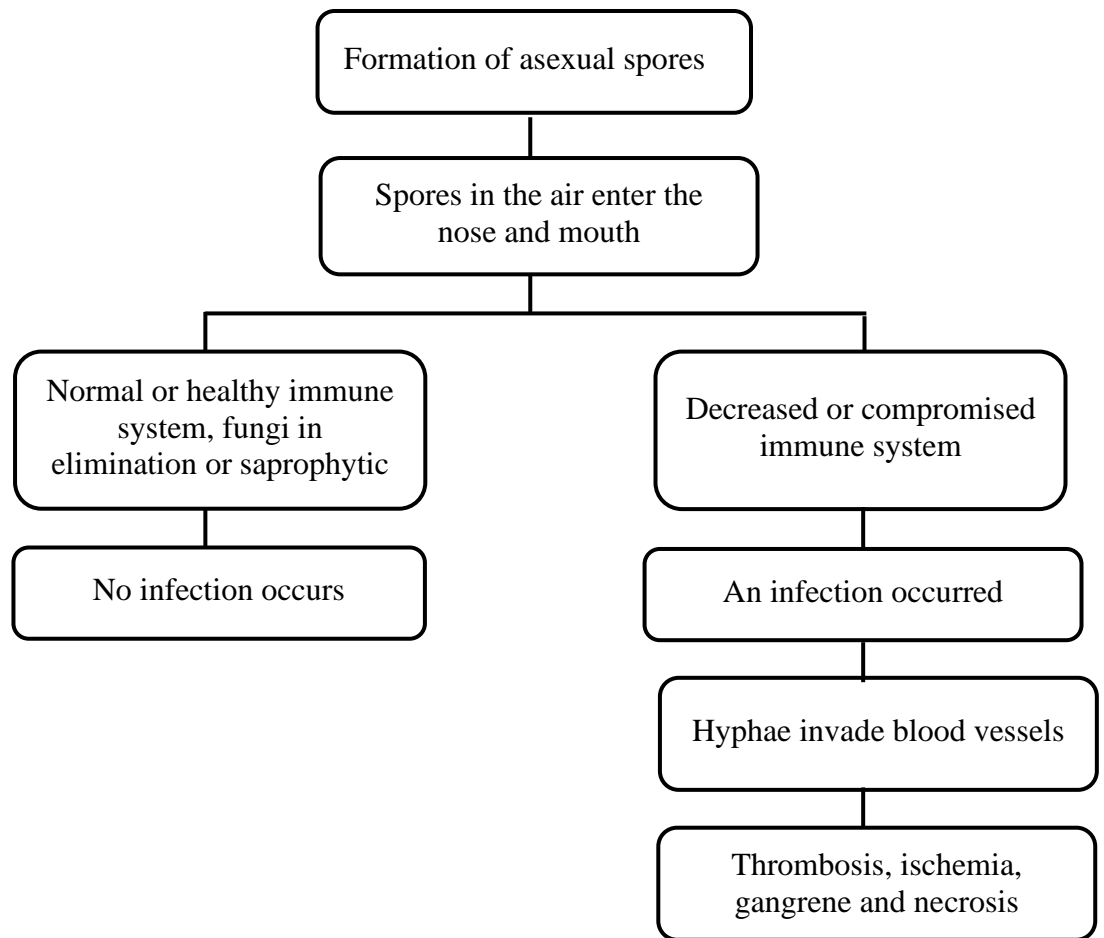 Formation of asexual spores
Spores in the air enter the
nose and mouth
Normal or healthy immune
system, fungi in
elimination or saprophytic
Decreased or compromised
immune system
No infection occurs
An infection occurred
Hyphae invade blood vessels
Thrombosis, ischemia,
gangrene and necrosis